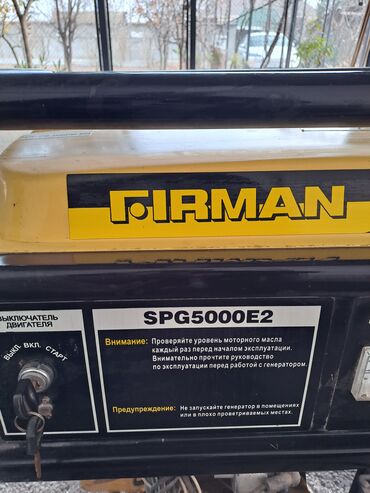 FIRMAN
ВЫКЛЮЧАТЕЛЬ
ДВИГАТЕЛЯ
ВЫКЛ. ВКЛ. СТАРТ
SPG5000E2
Внимание: Проверяйте уровень моторного масла
каждый раз перед началом эксплуатации.
Внимательно прочтите руководство
по эксплуатации перед работой с генератором.
Предупреждение: Не запускайте генератор в помещениях
или в плохо проветриваемых местах.